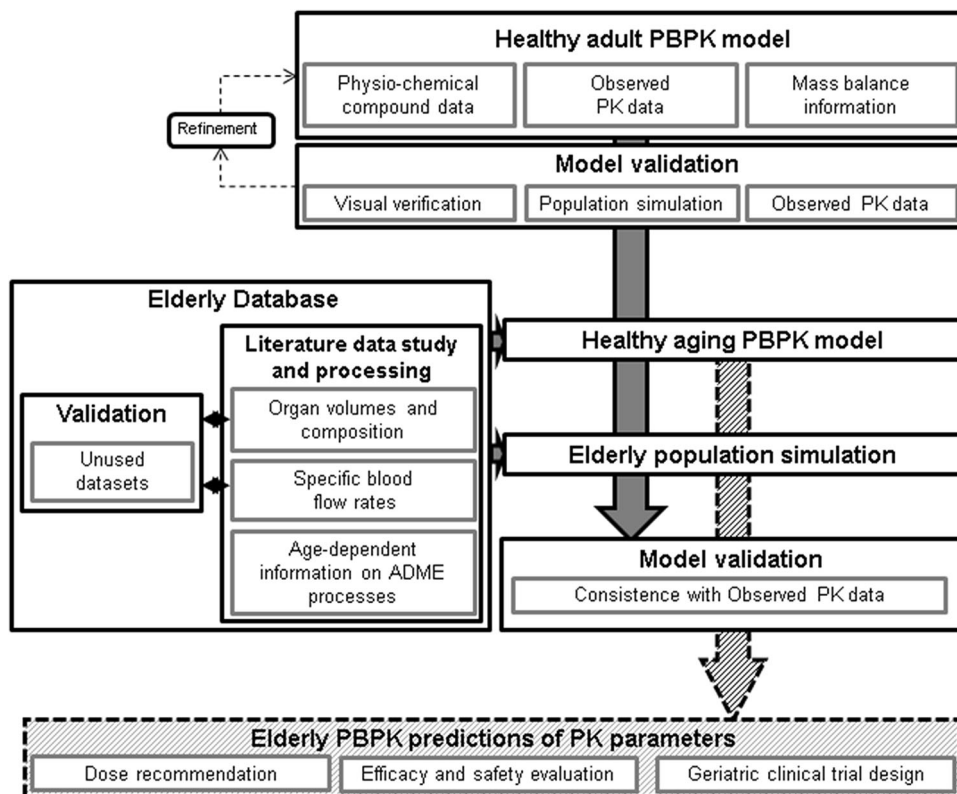 Healthy adult PBPK model
Physio-chemical
compound data
Observed
PK data
Mass balance
information
Refinement
Model validation
Visual verification
Population simulation
Observed PK data
Elderly Database
Literature data study
and processing
Organ volumes and
composition
Validation
Unused
datasets
Specific blood
flow rates
Age-dependent
information on ADME
processes
Healthy aging PBPK model
Elderly population simulation
Model validation
Consistence with Observed PK data
Elderly PBPK predictions of PK parameters
Dose recommendation
Efficacy and safety evaluation
Geriatric clinical trial design